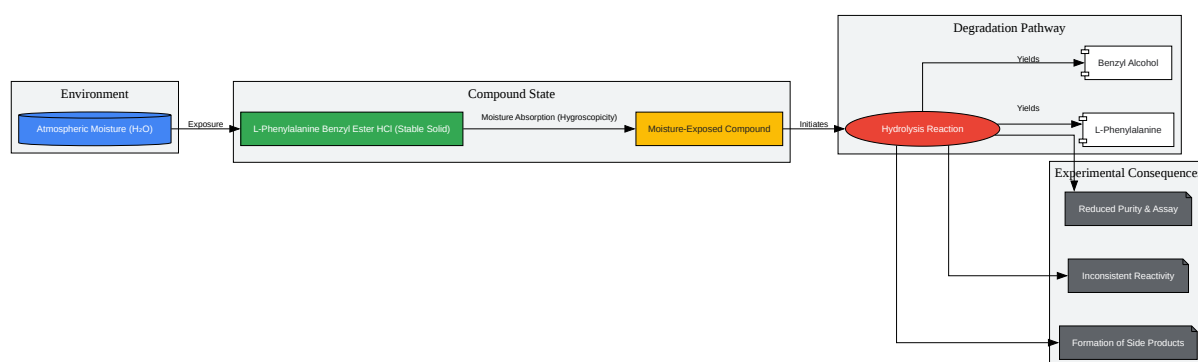 Environment
Atmospheric Moisture (H₂O)
Exposure
Compound State
L-Phenylalanine Benzyl Ester HCl (Stable Solid)
Moisture Absorption (Hygroscopicity)
Moisture-Exposed Compound
Initiates
Degradation Pathway
Hydrolysis Reaction
Yields
Benzyl Alcohol
Yields
L-Phenylalanine
Experimental Consequence
Reduced Purity & Assay
Inconsistent Reactivity
Formation of Side Products